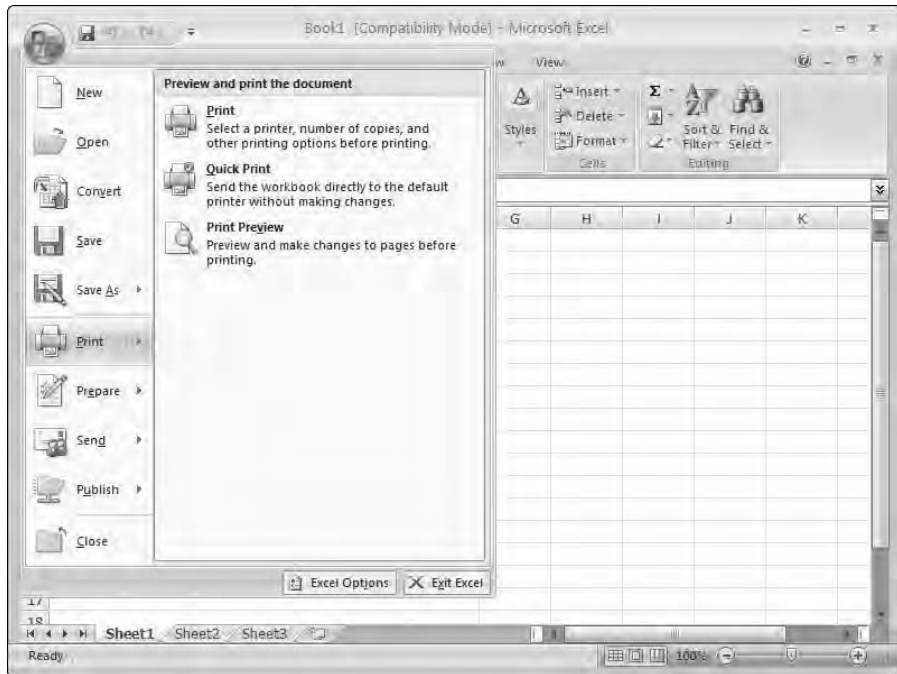 Book1 [Compatibility Mode] - Microsoft Excel
w View
New
Open
Convert
Save
Save As
Print
Prepare
Send
Publish
Close
Preview and print the document
Print
Select a printer, number of copies, and
other printing options before printing.
Quick Print
Send the workbook directly to the default
printer without making changes.
Print Preview
Preview and make changes to pages before
printing.
Excel Options
Exit Excel
Styles
Insert
Delete
Format
Cells
Σ
Sort & Filter
Find & Select
Editing
G H I J K
17
18
Sheet1 Sheet2 Sheet3
Ready
100%